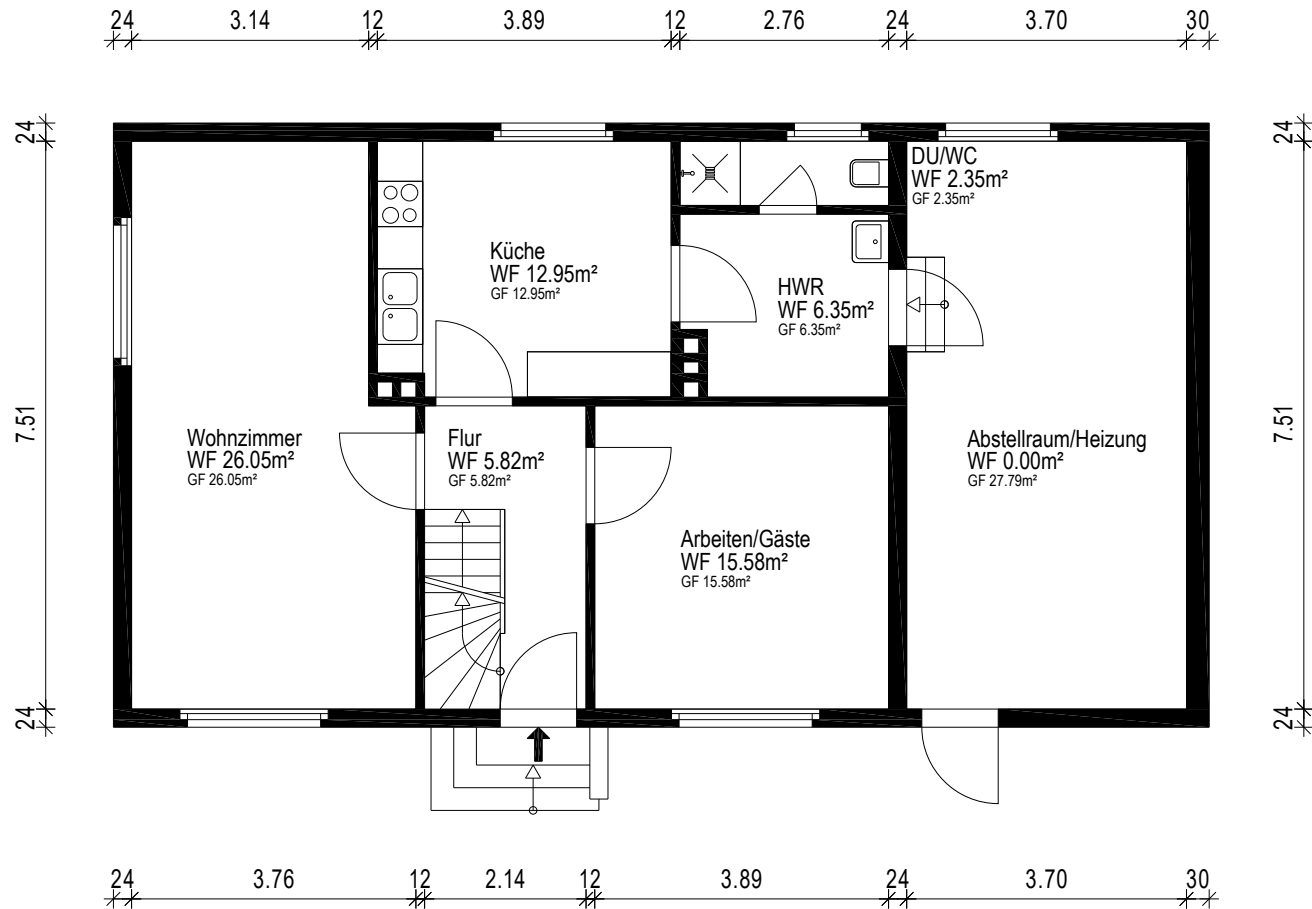 24 3.14 12 3.89 12 2.76 24 3.70 30
24
7.51
24
24
7.51
24
DU/WC
WF 2.35m²
GF 2.35m²
Küche
WF 12.95m²
GF 12.95m²
HWR
WF 6.35m²
GF 6.35m²
Wohnzimmer
WF 26.05m²
GF 26.05m²
Flur
WF 5.82m²
GF 5.82m²
Abstellraum/Heizung
WF 0.00m²
GF 27.79m²
Arbeiten/Gäste
WF 15.58m²
GF 15.58m²
24 3.76 12 2.14 12 3.89 24 3.70 30